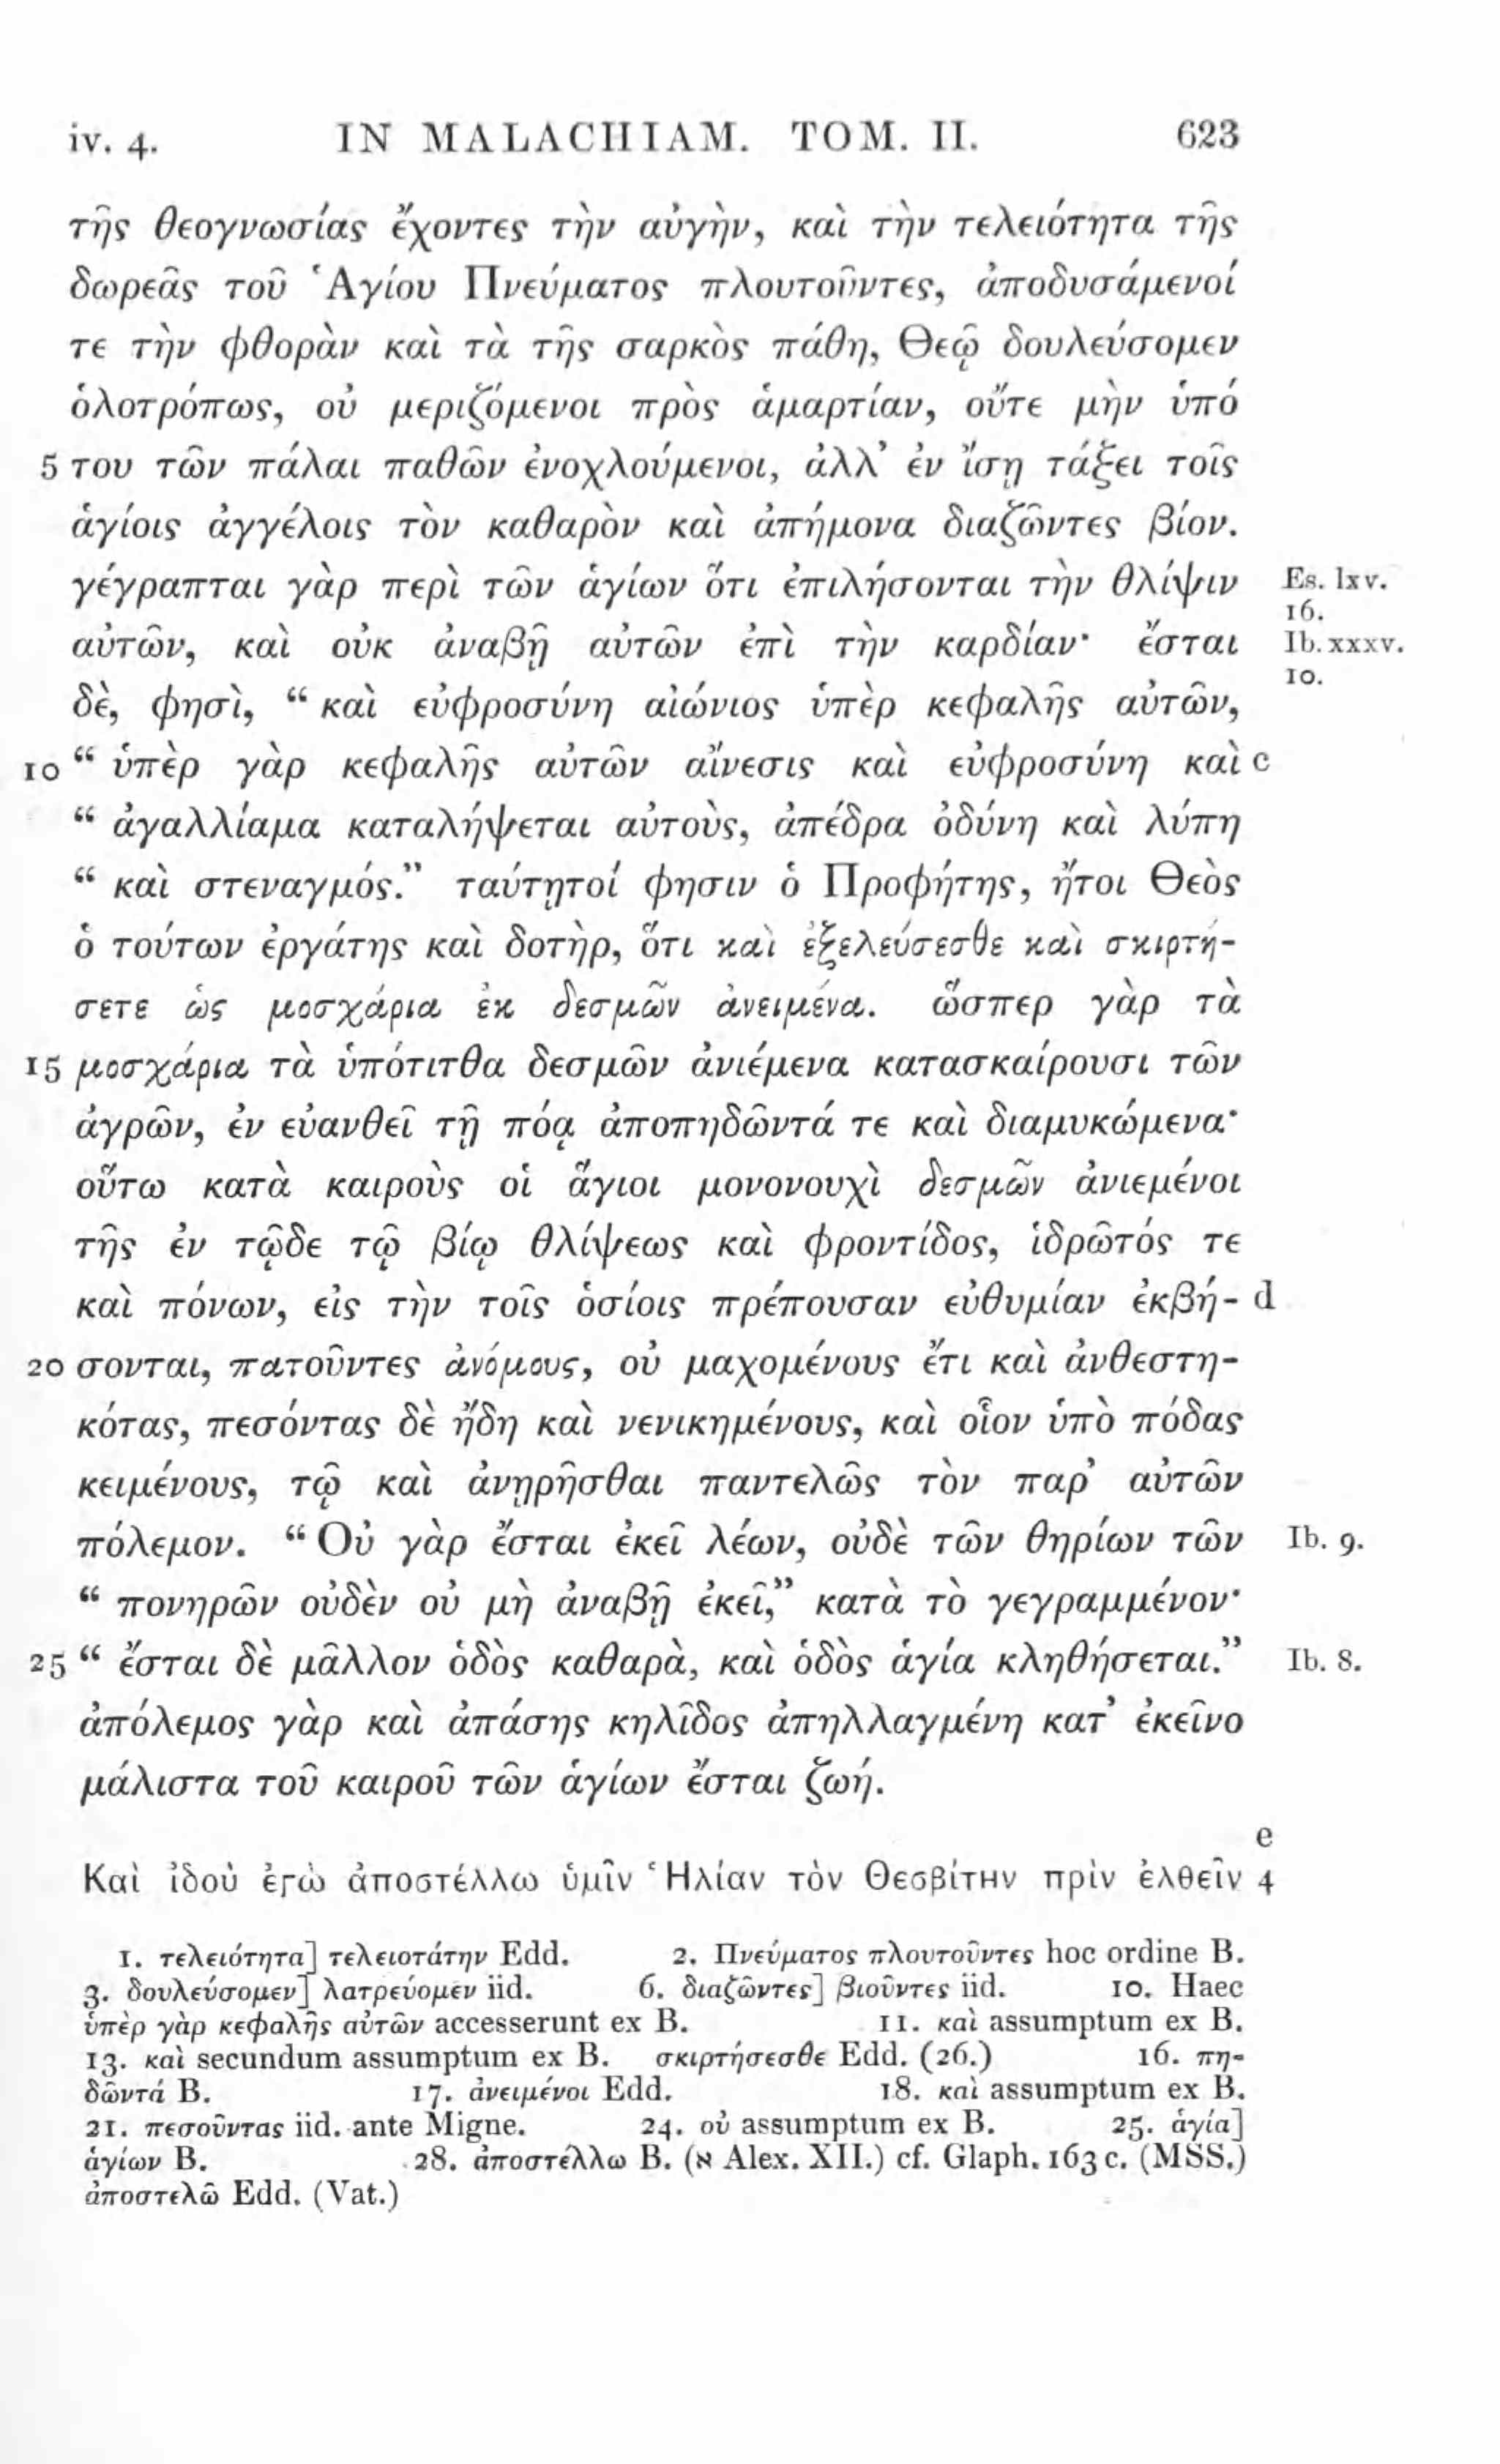 iv. 4. IN MALACHIAM. TOM. II. 623
τῆς θεογνωσίας ἔχοντες τὴν αὐγὴν, καὶ τὴν τελειότητα τῆς
δωρεᾶς τοῦ Ἁγίου Πνεύματος πλουτοῦντες, ἀποδυσάμενοί
τε τὴν φθορὰν καὶ τὰ τῆς σαρκὸς πάθη, Θεῷ δουλεύσομεν
ὁλοτρόπως, οὐ μεριζόμενοι πρὸς ἁμαρτίαν, οὔτε μὴν ὑπό
5 του τῶν πάλαι παθῶν ἐνοχλούμενοι, ἀλλ’ ἐν ἴσῃ τάξει τοῖς
ἁγίοις ἀγγέλοις τὸν καθαρὸν καὶ ἀπήμονα διαζῶντες βίον.
γέγραπται γὰρ περὶ τῶν ἁγίων ὅτι ἐπιλήσονται τὴν θλίψιν Es. lxv.
16.
αὐτῶν, καὶ οὐκ ἀναβῇ αὐτῶν ἐπὶ τὴν καρδίαν· ἔσται Ib. xxxv.
10.
δὲ, φησὶ, “ καὶ εὐφροσύνη αἰώνιος ὑπὲρ κεφαλῆς αὐτῶν,
10 “ ὑπὲρ γὰρ κεφαλῆς αὐτῶν αἴνεσις καὶ εὐφροσύνη καὶ c
“ ἀγαλλίαμα καταλήψεται αὐτοὺς, ἀπέδρα ὀδύνη καὶ λύπη
“ καὶ στεναγμός.” ταύτῃτοί φησιν ὁ Προφήτης, ἤτοι Θεὸς
ὁ τούτων ἐργάτης καὶ δοτὴρ, ὅτι καὶ ἐξελεύσεσθε καὶ σκιρτή-
σετε ὡς μοσχάρια ἐκ δεσμῶν ἀνειμένα. ὥσπερ γὰρ τὰ
15 μοσχάρια τὰ ὑπότιτθα δεσμῶν ἀνιέμενα κατασκαίρουσι τῶν
ἀγρῶν, ἐν εὐανθεῖ τῇ πόᾳ ἀποπηδῶντά τε καὶ διαμυκώμενα·
οὕτω κατὰ καιροὺς οἱ ἅγιοι μονονουχὶ δεσμῶν ἀνιεμένοι
τῆς ἐν τῷδε τῷ βίῳ θλίψεως καὶ φροντίδος, ἱδρῶτός τε
καὶ πόνων, εἰς τὴν τοῖς ὁσίοις πρέπουσαν εὐθυμίαν ἐκβή- d
20 σονται, πατοῦντες ἀνόμους, οὐ μαχομένους ἔτι καὶ ἀνθεστη-
κότας, πεσόντας δὲ ἤδη καὶ νενικημένους, καὶ οἷον ὑπὸ πόδας
κειμένους, τῷ καὶ ἀνῃρῆσθαι παντελῶς τὸν παρ’ αὐτῶν
πόλεμον. “ Οὐ γὰρ ἔσται ἐκεῖ λέων, οὐδὲ τῶν θηρίων τῶν Ib. 9.
“ πονηρῶν οὐδὲν οὐ μὴ ἀναβῇ ἐκεῖ,” κατὰ τὸ γεγραμμένον·
25 “ ἔσται δὲ μᾶλλον ὁδὸς καθαρὰ, καὶ ὁδὸς ἁγία κληθήσεται.” Ib. 8.
ἀπόλεμος γὰρ καὶ ἁπάσης κηλῖδος ἀπηλλαγμένη κατ’ ἐκεῖνο
μάλιστα τοῦ καιροῦ τῶν ἁγίων ἔσται ζωή.
e
Καὶ ἰδοὺ ἐγὼ ἀποστέλλω ὑμῖν Ἡλίαν τὸν Θεσβίτην πρὶν ἐλθεῖν 4
1. τελειότητα] τελειοτάτην Edd. 2. Πνεύματος πλουτοῦντες hoc ordine B.
3. δουλεύσομεν] λατρεύομεν iid. 6. διαζῶντες] βιοῦντες iid. 10. Haec
ὑπὲρ γὰρ κεφαλῆς αὐτῶν accesserunt ex B. 11. καὶ assumptum ex B.
13. καὶ secundum assumptum ex B. σκιρτήσεσθε Edd. (26.) 16. πη-
δῶντά B. 17. ἀνειμένοι Edd. 18. καὶ assumptum ex B.
21. πεσοῦντας iid. ante Migne. 24. οὐ assumptum ex B. 25. ἁγία]
ἁγίων B. 28. ἀποστέλλω B. (א Alex. XII.) cf. Glaph. 163 c. (MSS.)
ἀποστελῶ Edd. (Vat.)